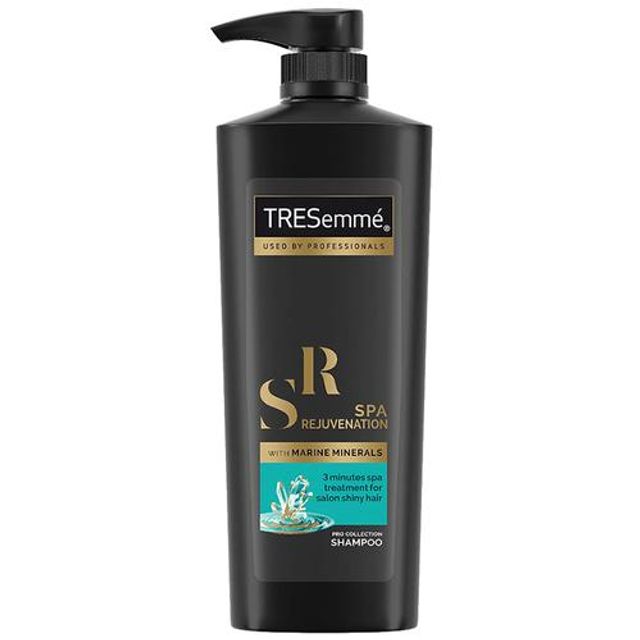 TRESemmé®
USED BY PROFESSIONALS
SR
SPA
REJUVENATION
WITH MARINE MINERALS
3 minutes spa
treatment for
salon shiny hair
PRO COLLECTION
SHAMPOO